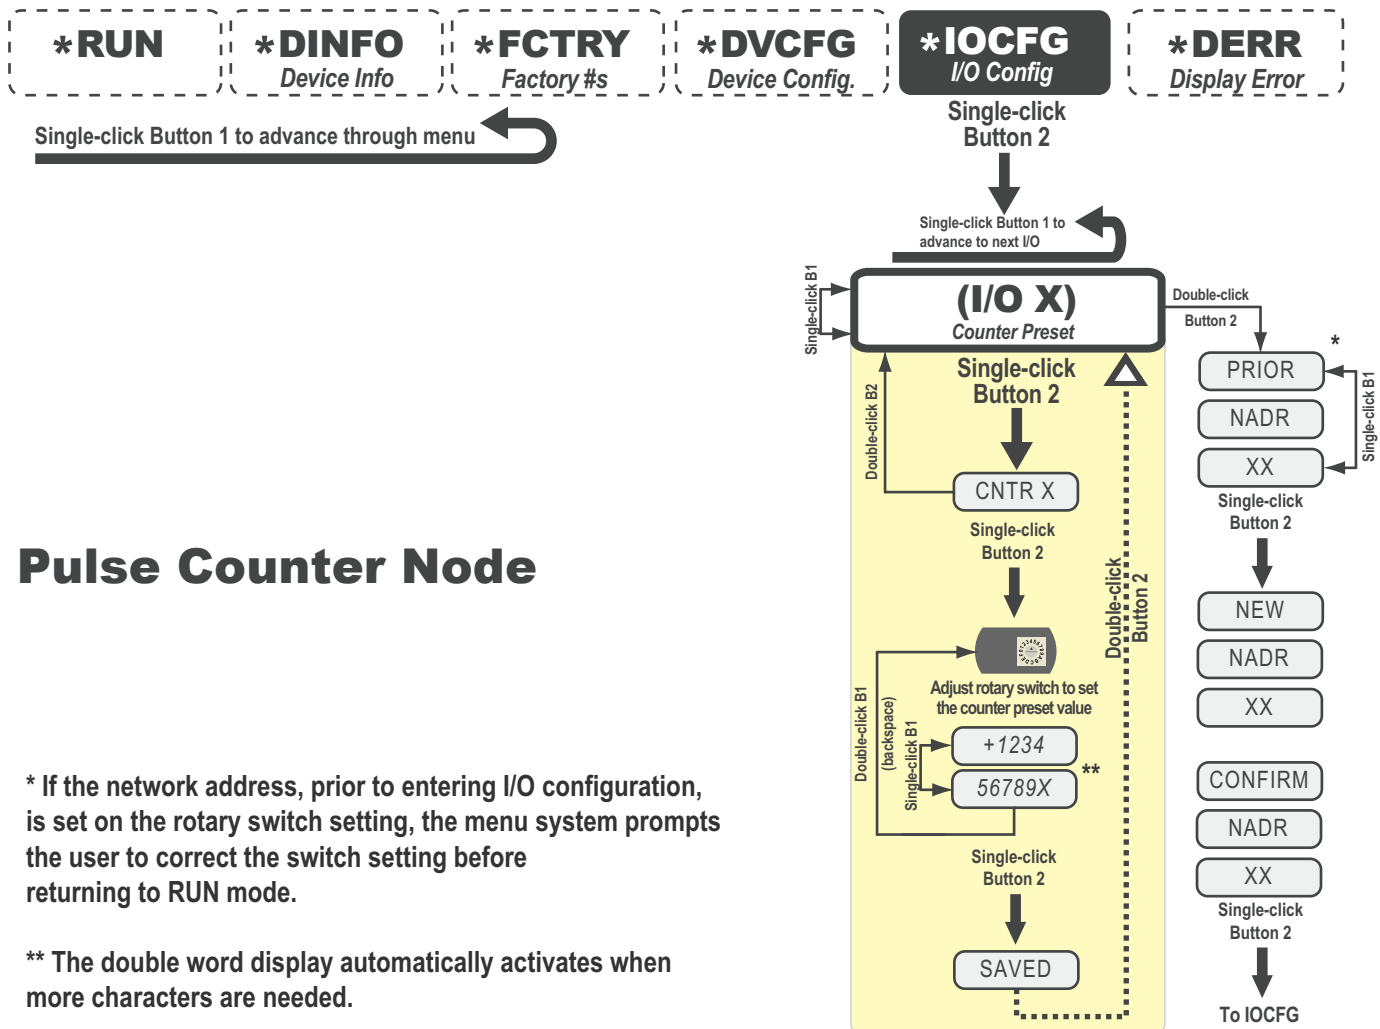 *RUN
*DINFO
Device Info
*FCTRY
Factory #s
*DVCFG
Device Config.
*IOCFG
I/O Config
*DERR
Display Error
Single-click Button 1 to advance through menu
Single-click
Button 2
Single-click Button 1 to
advance to next I/O
Single-click B1
(I/O X)
Counter Preset
Double-click
Button 2
Single-click
Button 2
Double-click B2
CNTR X
Single-click
Button 2
Adjust rotary switch to set
the counter preset value
Double-click B1
(backspace)
Single-click B1
+1234
56789X
**
Single-click
Button 2
SAVED
Double-click
Button 2
*
PRIOR
NADR
XX
Single-click B1
Single-click
Button 2
NEW
NADR
XX
CONFIRM
NADR
XX
Single-click
Button 2
To IOCFG
Pulse Counter Node
* If the network address, prior to entering I/O configuration,
is set on the rotary switch setting, the menu system prompts
the user to correct the switch setting before
returning to RUN mode.
** The double word display automatically activates when
more characters are needed.